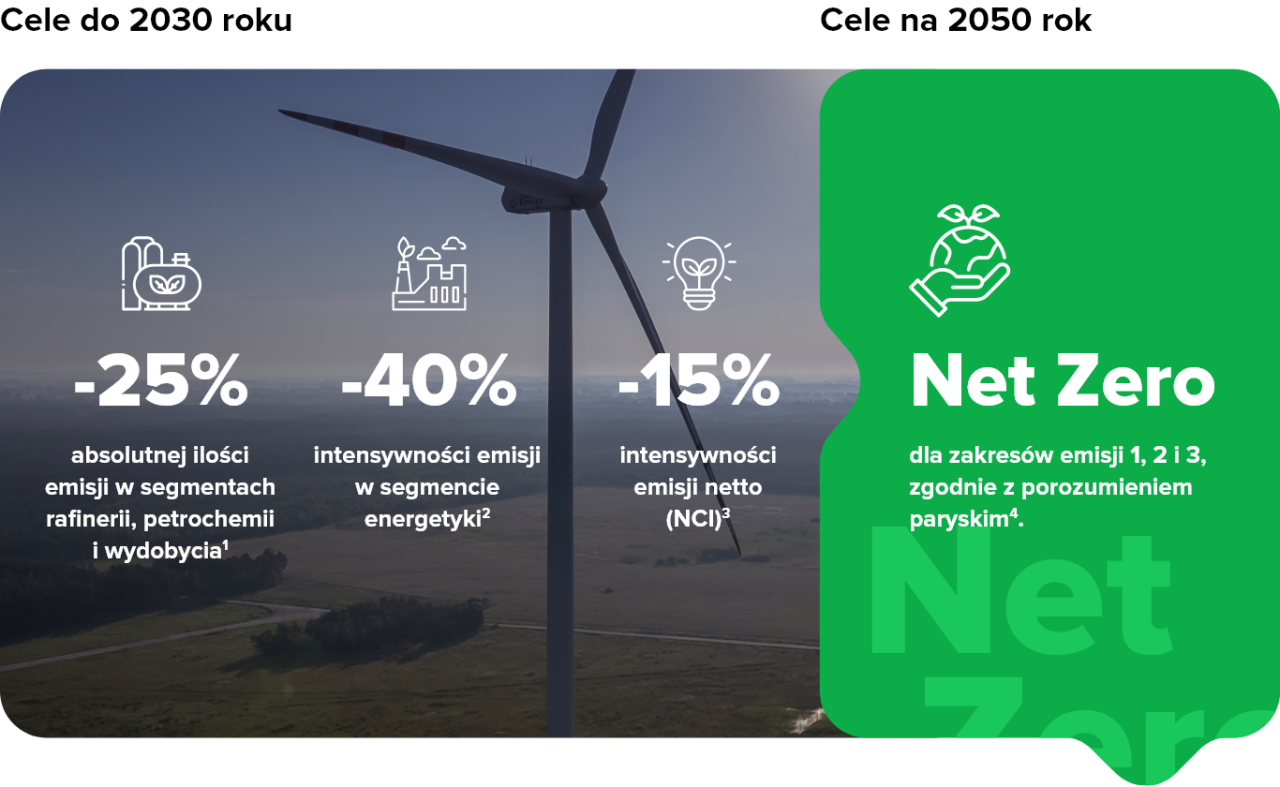 Cele do 2030 roku
Cele na 2050 rok
-25%
absolutnej ilości
emisji w segmentach
rafinerii, petrochemii
i wydobycia¹
-40%
intensywności emisji
w segmencie
energetyki²
-15%
intensywności
emisji netto
(NCI)³
Net Zero
dla zakresów emisji 1, 2 i 3,
zgodnie z porozumieniem
paryskim⁴.
Net
Zero